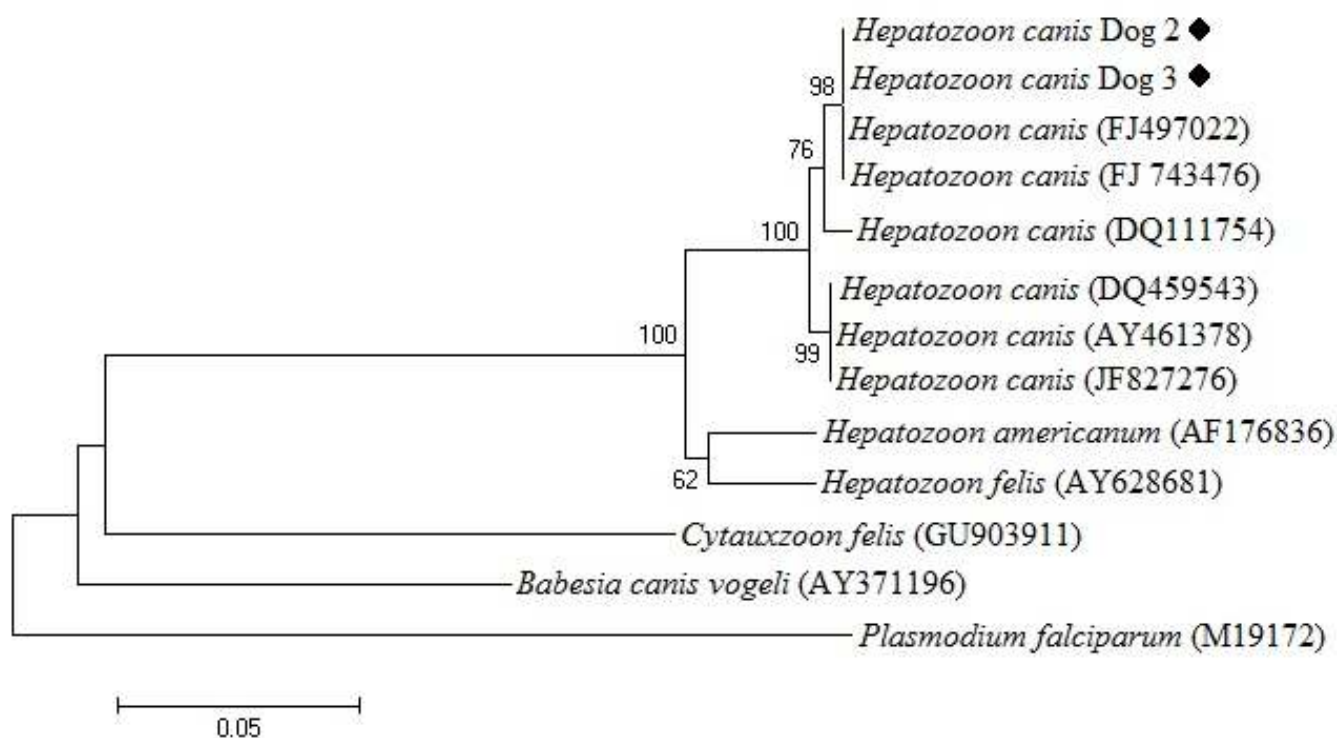 Hepatozoon canis Dog 2 ◆
Hepatozoon canis Dog 3 ◆
98
Hepatozoon canis (FJ497022)
76
Hepatozoon canis (FJ 743476)
Hepatozoon canis (DQ111754)
100
Hepatozoon canis (DQ459543)
100
Hepatozoon canis (AY461378)
99
Hepatozoon canis (JF827276)
Hepatozoon americanum (AF176836)
62
Hepatozoon felis (AY628681)
Cytauxzoon felis (GU903911)
Babesia canis vogeli (AY371196)
Plasmodium falciparum (M19172)
0.05